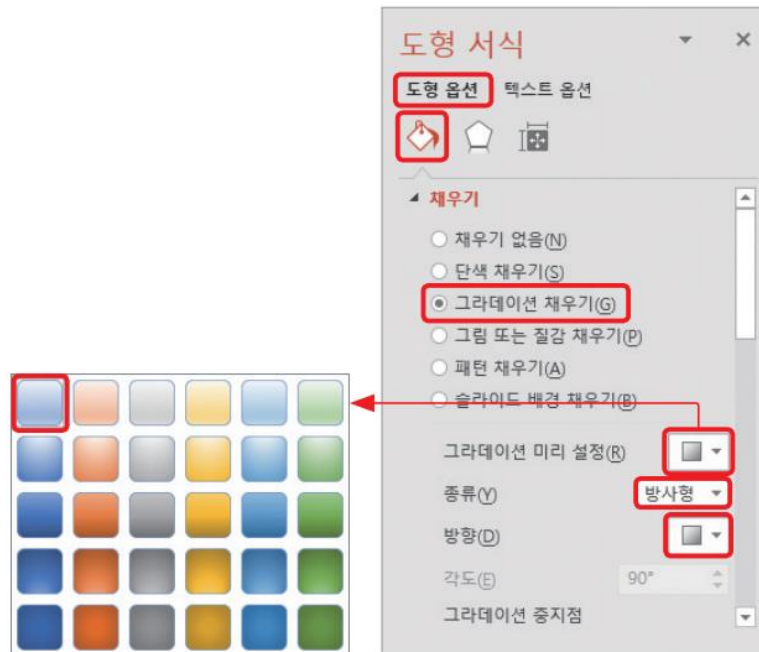 도형 서식
도형 옵션 텍스트 옵션
채우기
채우기 없음(N)
단색 채우기(S)
그라데이션 채우기(G)
그림 또는 질감 채우기(P)
패턴 채우기(A)
슬라이드 배경 채우기(B)
그라데이션 미리 설정(R)
종류(Y) 방사형
방향(D)
각도(E) 90°
그라데이션 중지점